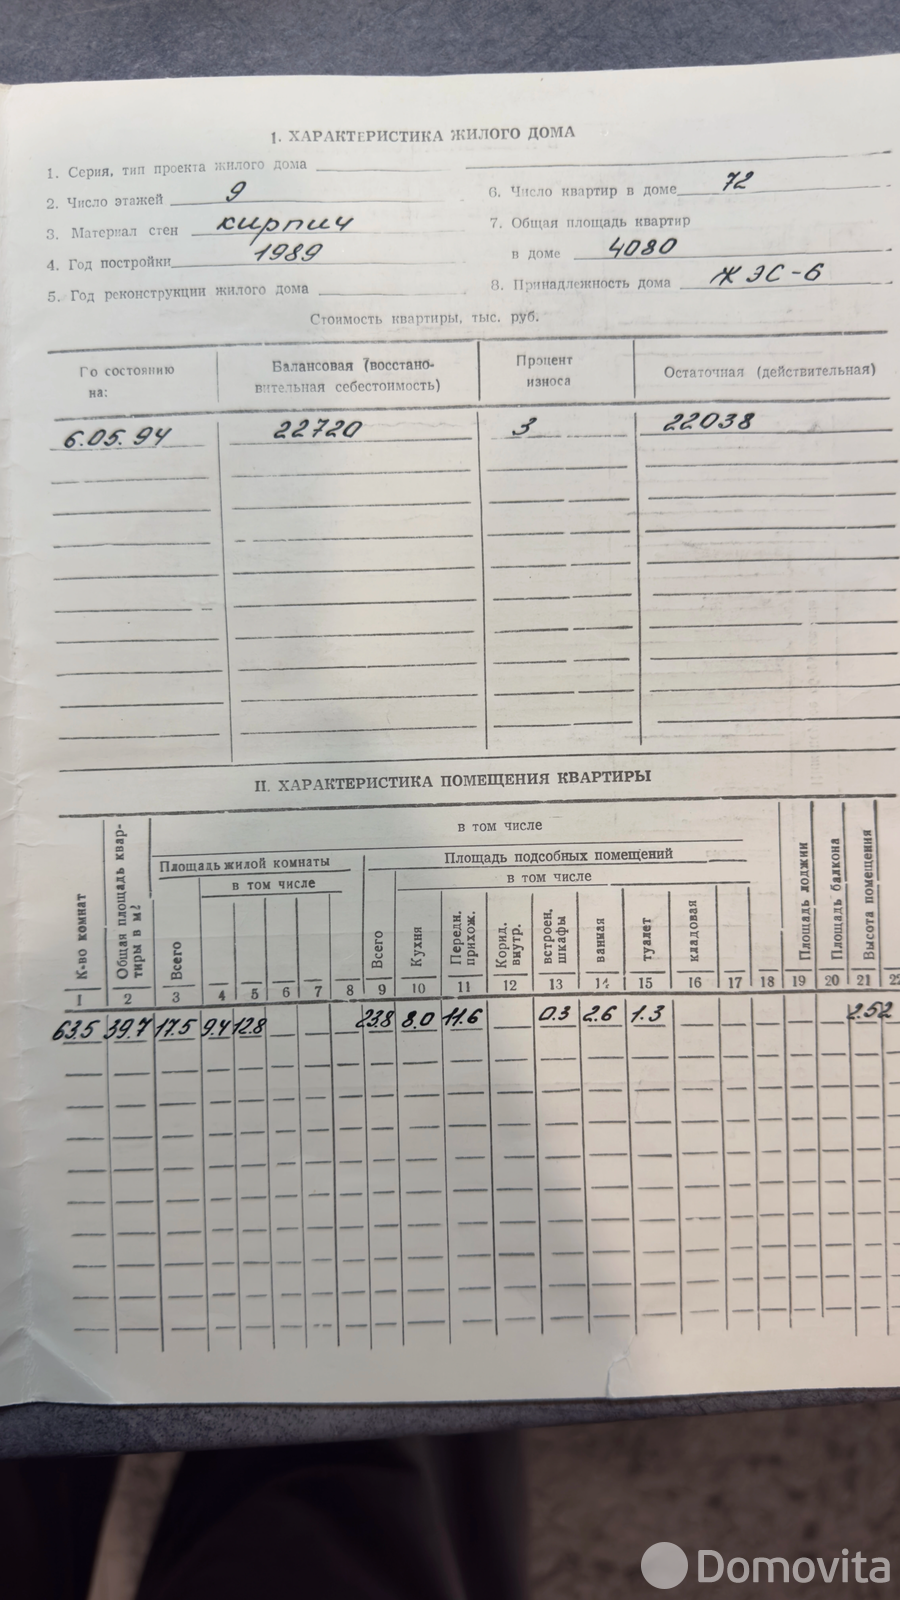 1. ХАРАКТЕРИСТИКА ЖИЛОГО ДОМА
1. Серия, тип проекта жилого дома
2. Число этажей 9
3. Материал стен кирпич
4. Год постройки 1989
5. Год реконструкции жилого дома
6. Число квартир в доме 72
7. Общая площадь квартир
в доме 4080
8. Принадлежность дома ЖЭС-6
Стоимость квартиры, тыс. руб.
По состоянию
на:
Балансовая (восстано-
вительная себестоимость)
Процент
износа
Остаточная (действительная)
6.05.94 22720 3 22038
II. ХАРАКТЕРИСТИКА ПОМЕЩЕНИЯ КВАРТИРЫ
в том числе
Площадь жилой комнаты
Площадь подсобных помещений
в том числе
в том числе
К-во комнат
Общая площадь квар-
тиры в м2
Всего
Всего
Кухня
Передн.
прихож.
Корид.
внутр.
встроен.
шкафы
ванная
туалет
кладовая
Площадь лоджии
Площадь балкона
Высота помещения
1 2 3 4 5 6 7 8 9 10 11 12 13 14 15 16 17 18 19 20 21 22
63.5 39.7 17.5 9.4 12.8 23.8 8.0 11.6 0.3 2.6 1.3 2.52
Domovita